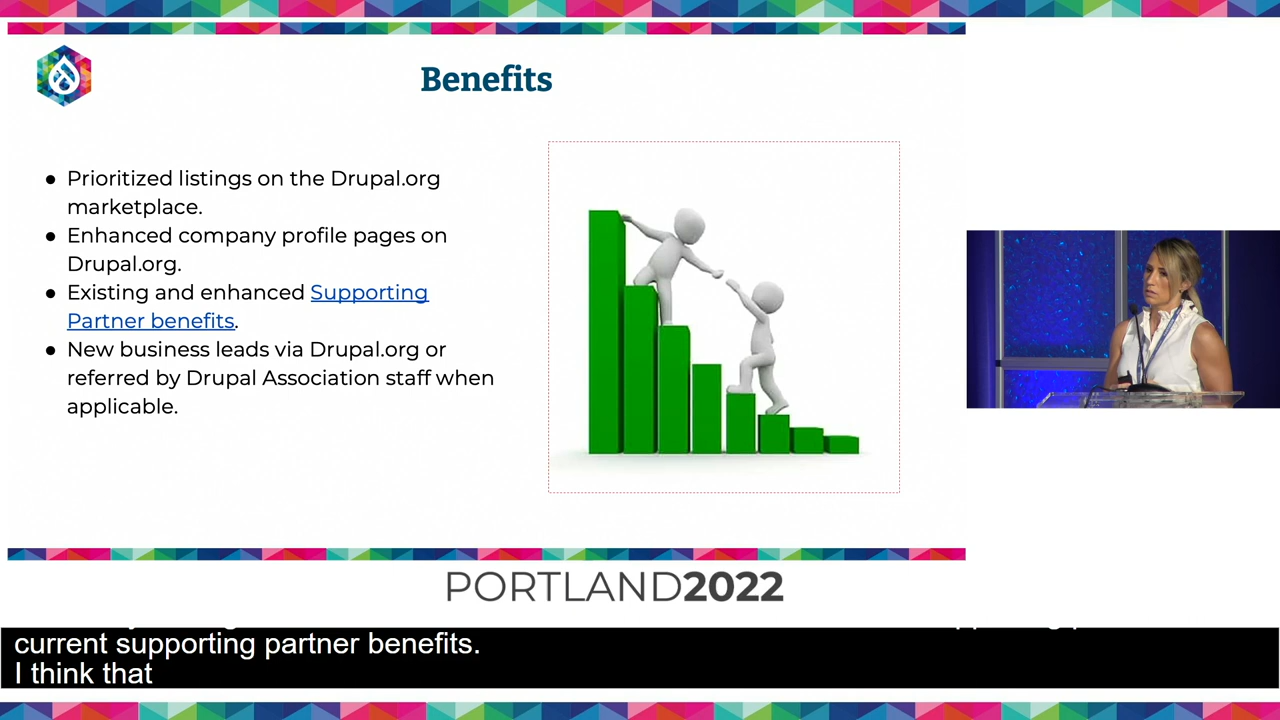 Benefits
● Prioritized listings on the Drupal.org
marketplace.
● Enhanced company profile pages on
Drupal.org.
● Existing and enhanced Supporting
Partner benefits.
● New business leads via Drupal.org or
referred by Drupal Association staff when
applicable.
PORTLAND2022
current supporting partner benefits.
I think that